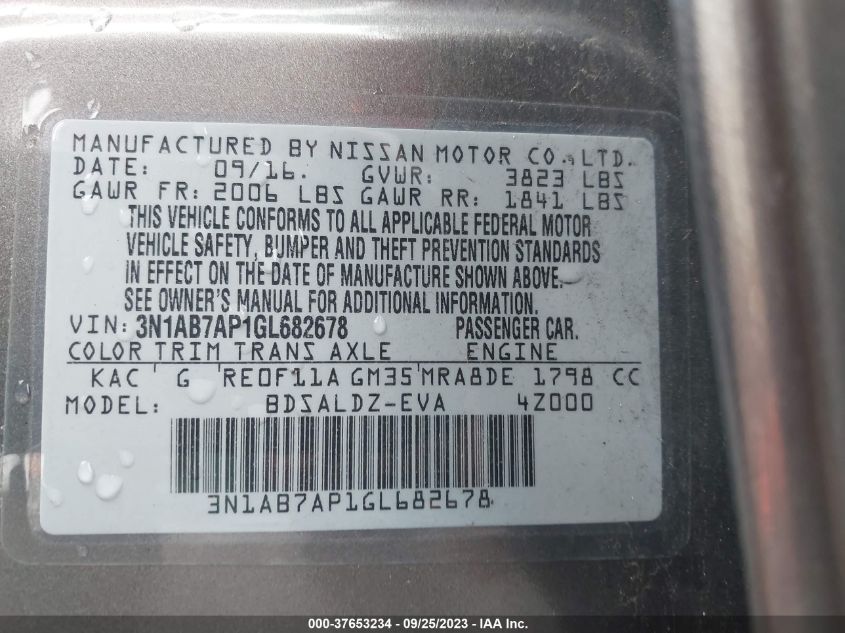 MANUFACTURED BY NISSAN MOTOR CO., LTD.
DATE: 09/16. GVWR: 3823 LBS
GAWR FR: 2006 LBS GAWR RR: 1841 LBS
THIS VEHICLE CONFORMS TO ALL APPLICABLE FEDERAL MOTOR
VEHICLE SAFETY, BUMPER AND THEFT PREVENTION STANDARDS
IN EFFECT ON THE DATE OF MANUFACTURE SHOWN ABOVE.
SEE OWNER'S MANUAL FOR ADDITIONAL INFORMATION.
VIN: 3N1AB7AP1GL682678 PASSENGER CAR.
COLOR TRIM TRANS AXLE ENGINE
KAC G RE0F11A GM35 MRA8DE 1798 CC
MODEL: BDSALDZ-EVA 4Z000
3N1AB7AP1GL682678
000-37653234 - 09/25/2023 - IAA Inc.